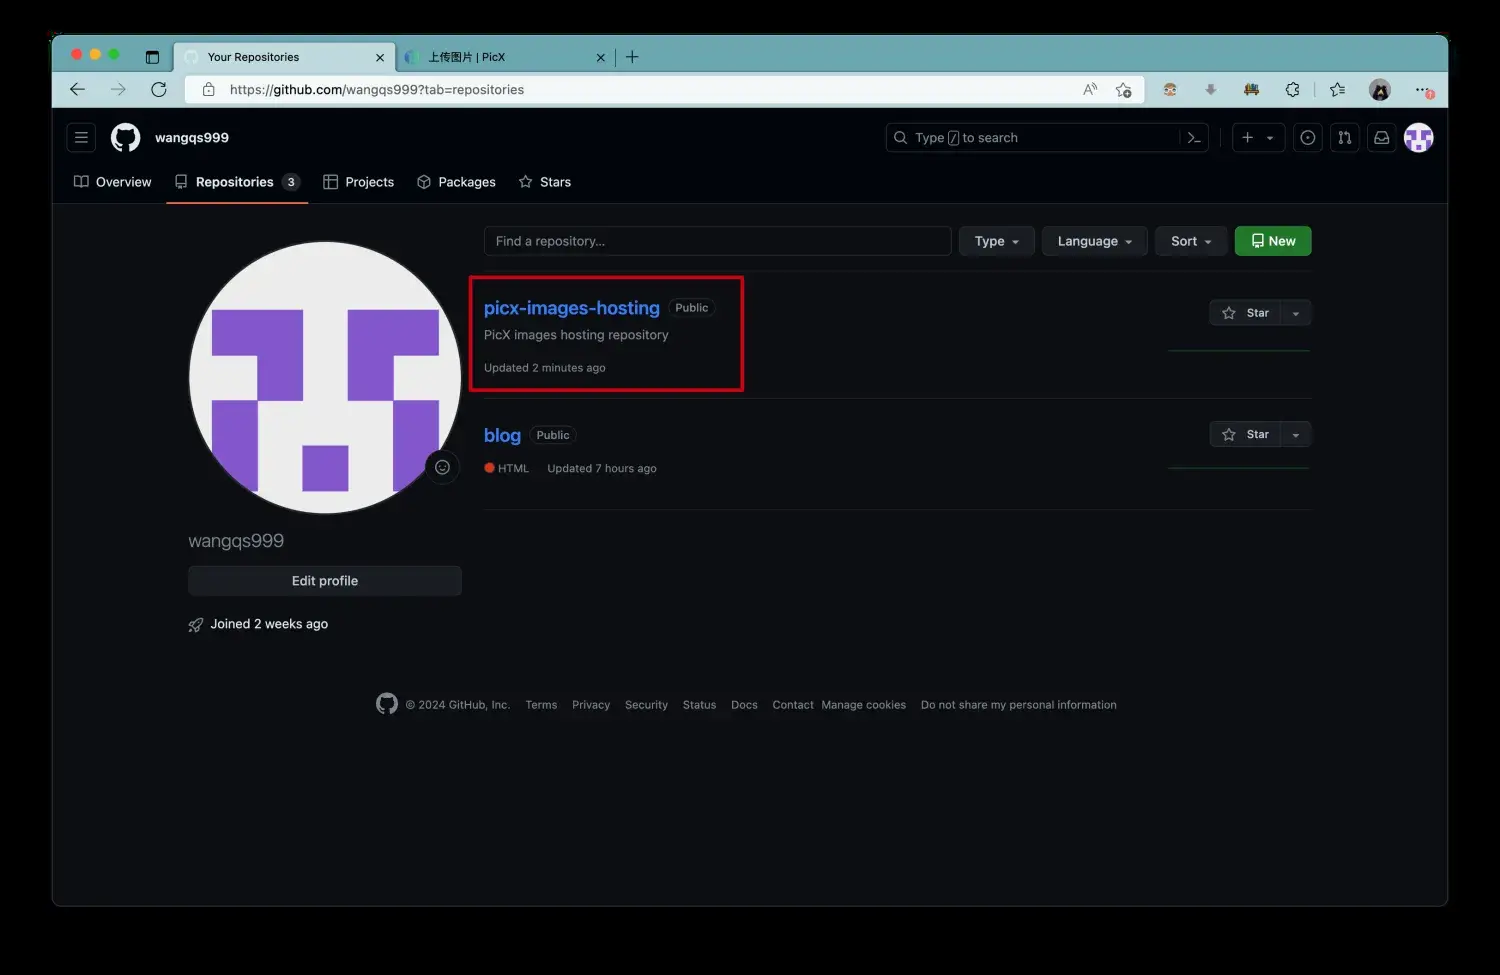 Your Repositories
上传图片 | PicX
https://github.com/wangqs999?tab=repositories
wangqs999
Type / to search
Overview
Repositories 3
Projects
Packages
Stars
Find a repository...
Type
Language
Sort
New
picx-images-hosting Public
PicX images hosting repository
Updated 2 minutes ago
Star
blog Public
HTML Updated 7 hours ago
Star
wangqs999
Edit profile
Joined 2 weeks ago
© 2024 GitHub, Inc. Terms Privacy Security Status Docs Contact Manage cookies Do not share my personal information